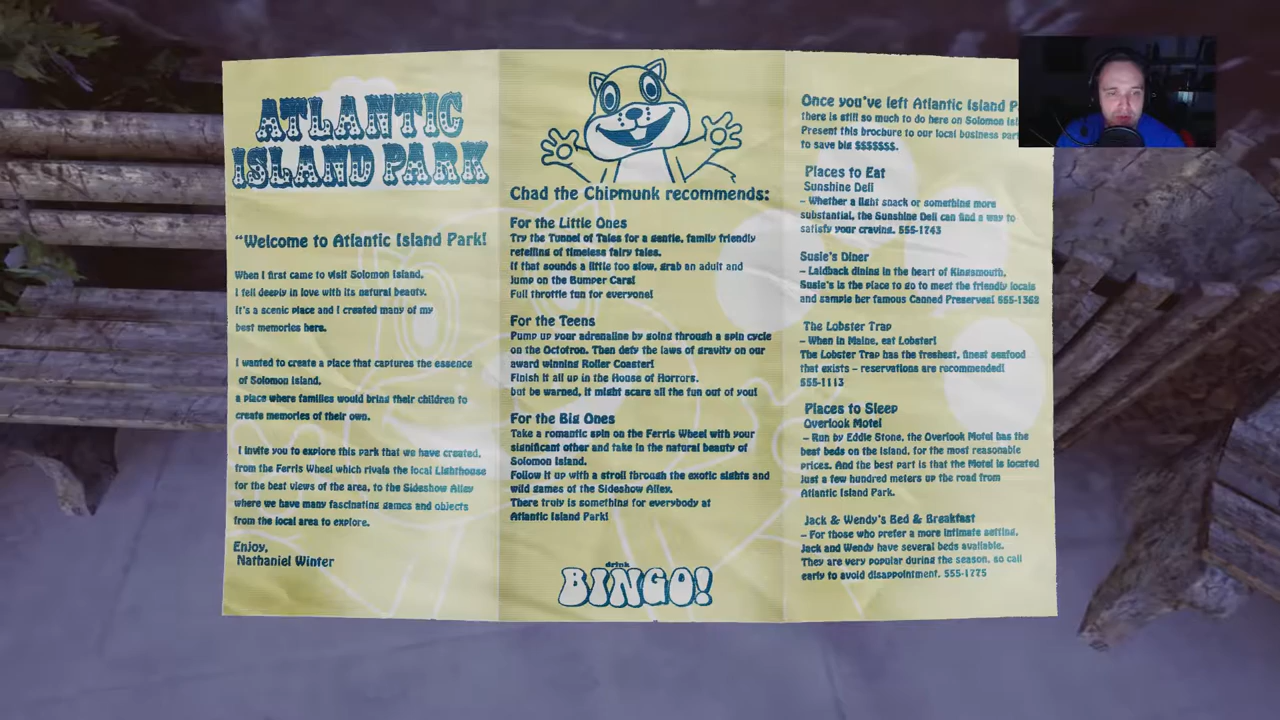 ATLANTIC
ISLAND PARK
"Welcome to Atlantic Island Park!
When I first came to visit Solomon Island,
I fell deeply in love with its natural beauty.
It's a scenic place and I created many of my
best memories here.
I wanted to create a place that captures the essence
of Solomon Island,
a place where families would bring their children to
create memories of their own.
I invite you to explore this park that we have created,
from the Ferris Wheel which rivals the local Lighthouse
for the best views of the area, to the Sideshow Alley
where we have many fascinating games and objects
from the local area to explore.
Enjoy,
Nathaniel Winter
Chad the Chipmunk recommends:
For the Little Ones
Try the Tunnel of Tales for a gentle, family friendly
retelling of timeless fairy tales.
If that sounds a little too slow, grab an adult and
jump on the Bumper Cars!
Full throttle fun for everyone!
For the Teens
Pump up your adrenaline by going through a spin cycle
on the Octotron. Then defy the laws of gravity on our
award winning Roller Coaster!
Finish it all up in the House of Horrors.
but be warned, it might scare all the fun out of you!
For the Big Ones
Take a romantic spin on the Ferris Wheel with your
significant other and take in the natural beauty of
Solomon Island.
Follow it up with a stroll through the exotic sights and
wild games of the Sideshow Alley.
There truly is something for everybody at
Atlantic Island Park!
drink
BINGO!
Once you've left Atlantic Island P
there is still so much to do here on Solomon Isl
Present this brochure to our local business par
to save big $$$$$$$.
Places to Eat
Sunshine Deli
- Whether a light snack or something more
substantial, the Sunshine Deli can find a way to
satisfy your craving. 555-1743
Susie's Diner
- Laidback dining in the heart of Kingsmouth,
Susie's is the place to go to meet the friendly locals
and sample her famous Canned Preserves! 555-1362
The Lobster Trap
- When in Maine, eat Lobster!
The Lobster Trap has the freshest, finest seafood
that exists - reservations are recommended!
555-1113
Places to Sleep
Overlook Motel
- Run by Eddie Stone, the Overlook Motel has the
best beds on the island, for the most reasonable
prices. And the best part is that the Motel is located
just a few hundred meters up the road from
Atlantic Island Park.
Jack & Wendy's Bed & Breakfast
- For those who prefer a more intimate setting,
Jack and Wendy have several beds available.
They are very popular during the season, so call
early to avoid disappointment. 555-1775